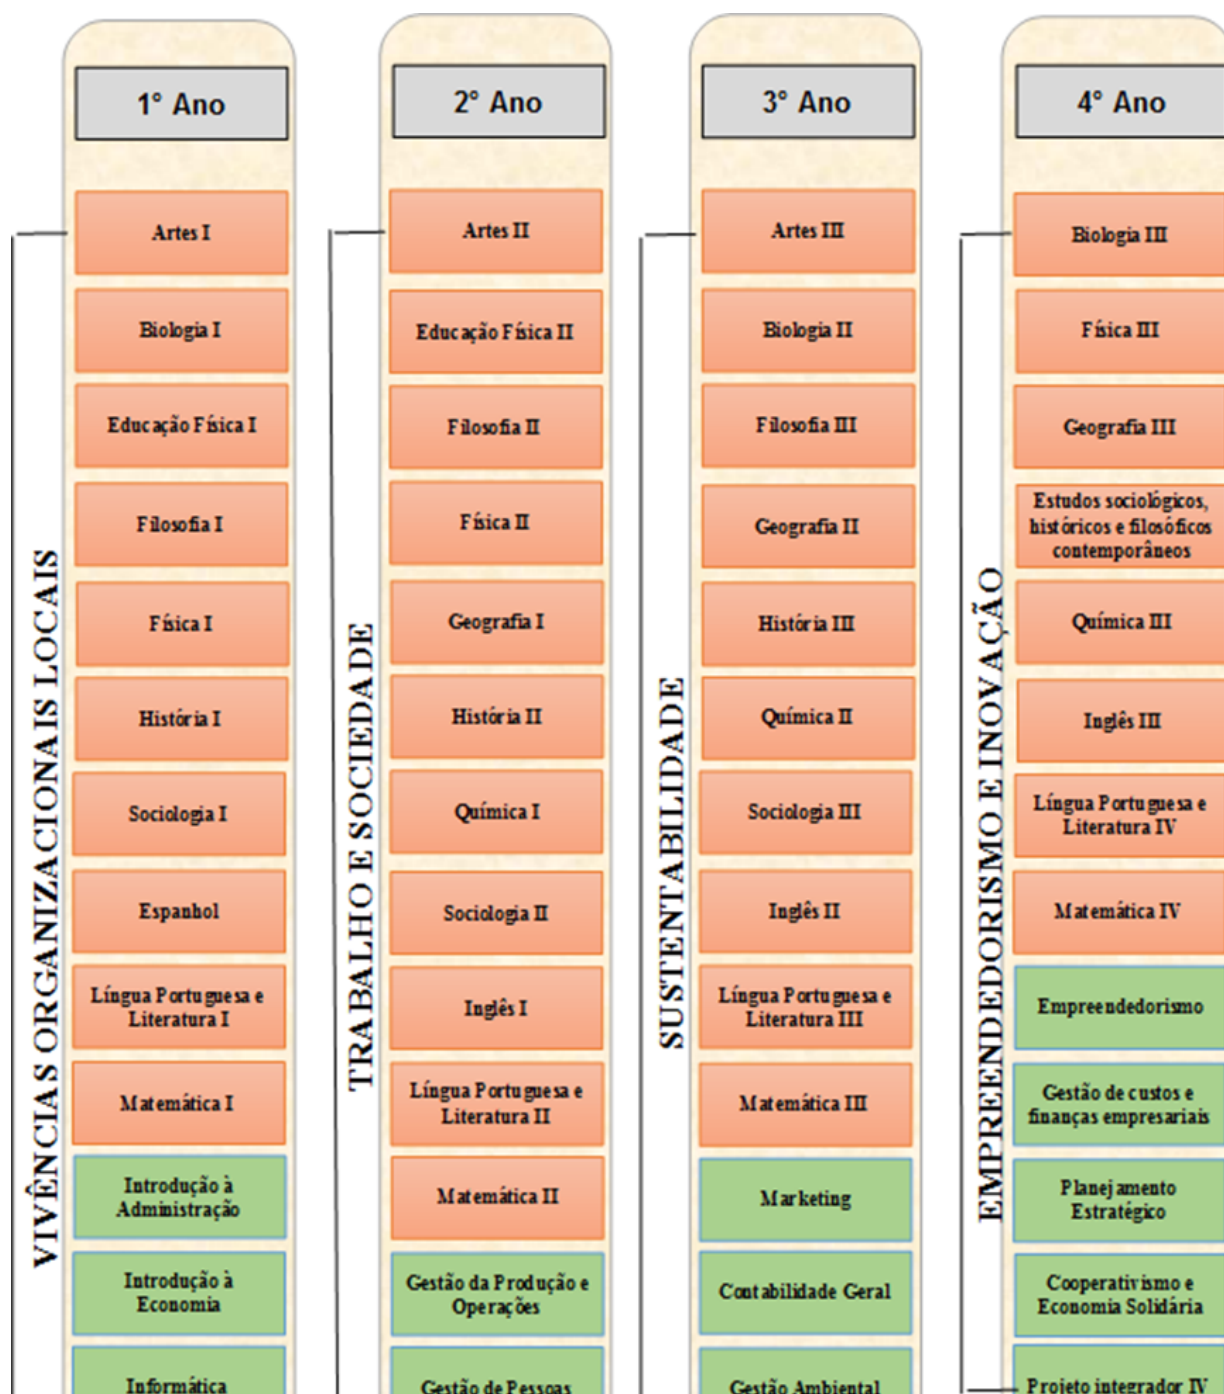 1° Ano
VIVÊNCIAS ORGANIZACIONAIS LOCAIS
Artes I
Biologia I
Educação Física I
Filosofia I
Física I
História I
Sociologia I
Espanhol
Língua Portuguesa e
Literatura I
Matemática I
Introdução à
Administração
Introdução à
Economia
Informática
2° Ano
TRABALHO E SOCIEDADE
Artes II
Educação Física II
Filosofia II
Física II
Geografia I
História II
Química I
Sociologia II
Inglês I
Língua Portuguesa e
Literatura II
Matemática II
Gestão da Produção e
Operações
Gestão de Pessoas
3° Ano
SUSTENTABILIDADE
Artes III
Biologia II
Filosofia III
Geografia II
História III
Química II
Sociologia III
Inglês II
Língua Portuguesa e
Literatura III
Matemática III
Marketing
Contabilidade Geral
Gestão Ambiental
4° Ano
EMPREENDEDORISMO E INOVAÇÃO
Biologia III
Física III
Geografia III
Estudos sociológicos,
históricos e filosóficos
contemporâneos
Química III
Inglês III
Língua Portuguesa e
Literatura IV
Matemática IV
Empreendedorismo
Gestão de custos e
finanças empresariais
Planejamento
Estratégico
Cooperativismo e
Economia Solidária
Projeto integrador IV